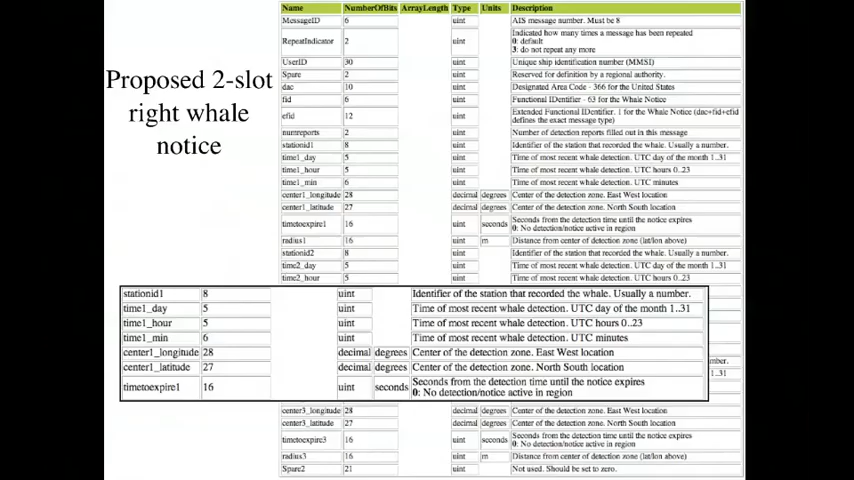 Proposed 2-slot
right whale
notice
Name NumberOfBits ArrayLength Type Units Description
MessageID 6 uint AIS message number. Must be 8
RepeatIndicator 2 uint Indicated how many times a message has been repeated
0: default
3: do not repeat any more
UserID 30 uint Unique ship identification number (MMSI)
Spare 2 uint Reserved for definition by a regional authority.
dac 10 uint Designated Area Code - 366 for the United States
fid 6 uint Functional IDentifier - 63 for the Whale Notice
efid 12 uint Extended Functional IDentifier. 1 for the Whale Notice (dac+fid+efid
defines the exact message type)
numreports 2 uint Number of detection reports filled out in this message
stationid1 8 uint Identifier of the station that recorded the whale. Usually a number.
time1_day 5 uint Time of most recent whale detection. UTC day of the month 1..31
time1_hour 5 uint Time of most recent whale detection. UTC hours 0..23
time1_min 6 uint Time of most recent whale detection. UTC minutes
center1_longitude 28 decimal degrees Center of the detection zone. East West location
center1_latitude 27 decimal degrees Center of the detection zone. North South location
timetoexpire1 16 uint seconds Seconds from the detection time until the notice expires
0: No detection/notice active in region
radius1 16 uint m Distance from center of detection zone (lat/lon above)
stationid2 8 uint Identifier of the station that recorded the whale. Usually a number.
time2_day 5 uint Time of most recent whale detection. UTC day of the month 1..31
time2_hour 5 uint Time of most recent whale detection. UTC hours 0..23
stationid1 8 uint Identifier of the station that recorded the whale. Usually a number.
time1_day 5 uint Time of most recent whale detection. UTC day of the month 1..31
time1_hour 5 uint Time of most recent whale detection. UTC hours 0..23
time1_min 6 uint Time of most recent whale detection. UTC minutes
center1_longitude 28 decimal degrees Center of the detection zone. East West location
center1_latitude 27 decimal degrees Center of the detection zone. North South location
timetoexpire1 16 uint seconds Seconds from the detection time until the notice expires
0: No detection/notice active in region
mber.
1..31
center3_longitude 28 decimal degrees Center of the detection zone. East West location
center3_latitude 27 decimal degrees Center of the detection zone. North South location
timetoexpire3 16 uint seconds Seconds from the detection time until the notice expires
0: No detection/notice active in region
radius3 16 uint m Distance from center of detection zone (lat/lon above)
Spare2 21 uint Not used. Should be set to zero.